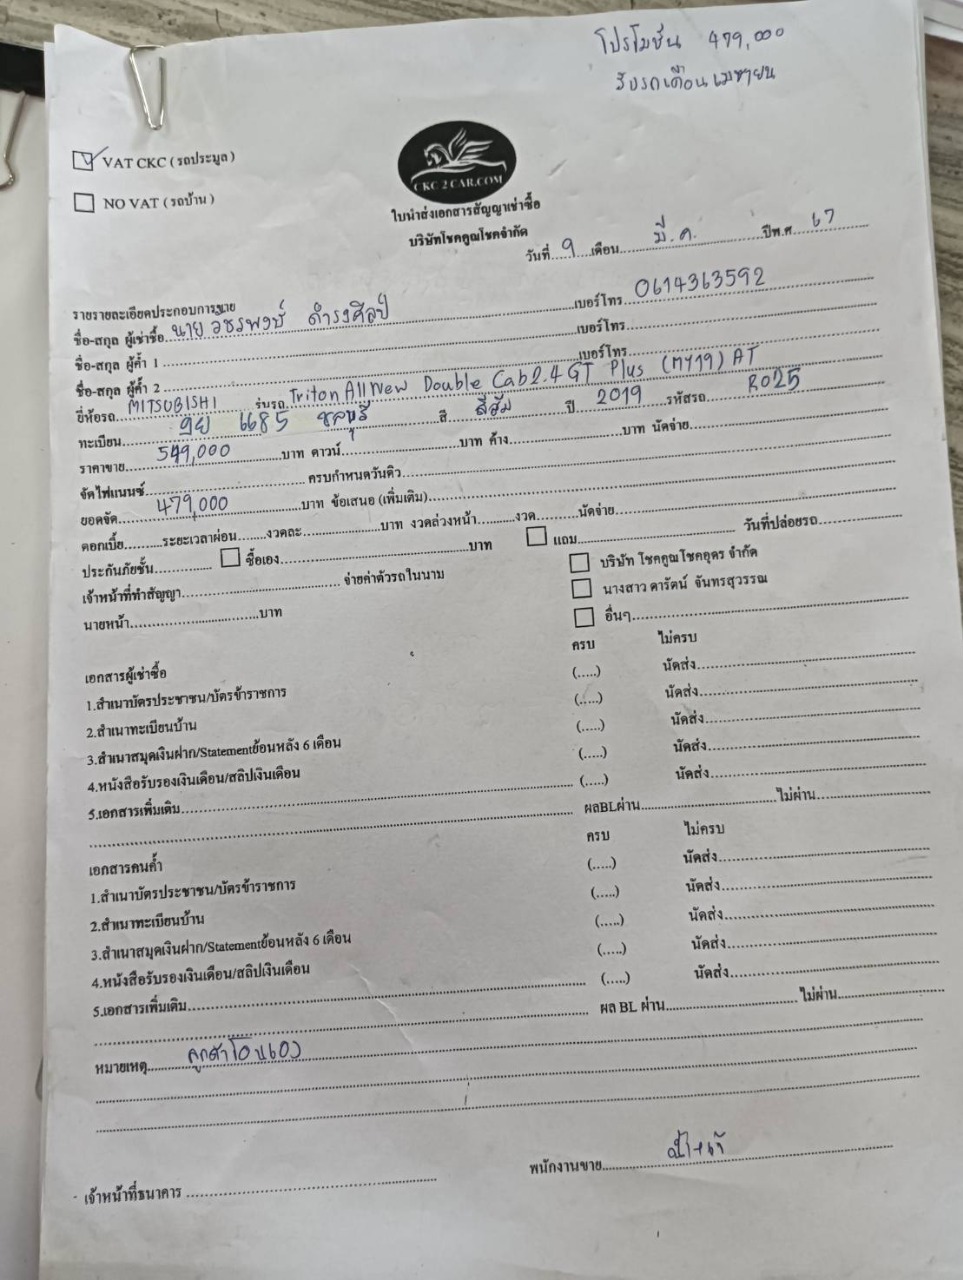 โปรโมชั่น 479,000
รับรถเดือนเมษายน
VAT CKC ( รถประมูล )
NO VAT ( รถบ้าน )
CKC 2 CAR.COM
ใบนำส่งเอกสารสัญญาเช่าซื้อ
บริษัทโชคคูณโชคจำกัด
วันที่....9....เดือน....มี.ค.....ปีพ.ศ....67
รายรายละเอียดประกอบการขาย
ชื่อ-สกุล ผู้เช่าซื้อ นาย วชรพงษ์ ดำรงศิลป์ เบอร์โทร 0614363592
ชื่อ-สกุล ผู้ค้ำ 1 เบอร์โทร
ชื่อ-สกุล ผู้ค้ำ 2 เบอร์โทร
ยี่ห้อรถ MITSUBISHI รุ่นรถ Triton All New Double Cab 2.4 GT Plus (MY19) AT
ทะเบียน 6685 ชลบุรี สี สีส้ม ปี 2019 รหัสรถ R025
ราคาขาย 549,000 บาท ดาวน์ บาท ค้าง บาท นัดจ่าย
จัดไฟแนนซ์ ครบกำหนดวันคิว
ยอดจัด 479,000 บาท ข้อเสนอ (เพิ่มเติม)
ดอกเบี้ย ระยะเวลาผ่อน งวดละ บาท งวดล่วงหน้า งวด นัดจ่าย
ประกันภัยชั้น ซื้อเอง บาท แถม วันที่ปล่อยรถ
เจ้าหน้าที่ทำสัญญา จ่ายค่าตัวรถในนาม บริษัท โชคคูณโชคอุดร จำกัด
นางสาว ดารัตน์ จันทรสุวรรณ
นายหน้า บาท อื่นๆ
ครบ ไม่ครบ
เอกสารผู้เช่าซื้อ
1.สำเนาบัตรประชาชน/บัตรข้าราชการ (.....) นัดส่ง
2.สำเนาทะเบียนบ้าน (.....) นัดส่ง
3.สำเนาสมุดเงินฝาก/Statementย้อนหลัง 6 เดือน (.....) นัดส่ง
4.หนังสือรับรองเงินเดือน/สลิปเงินเดือน (.....) นัดส่ง
5.เอกสารเพิ่มเติม (.....) นัดส่ง
ผลBLผ่าน ไม่ผ่าน
ครบ ไม่ครบ
เอกสารคนค้ำ
1.สำเนาบัตรประชาชน/บัตรข้าราชการ (.....) นัดส่ง
2.สำเนาทะเบียนบ้าน (.....) นัดส่ง
3.สำเนาสมุดเงินฝาก/Statementย้อนหลัง 6 เดือน (.....) นัดส่ง
4.หนังสือรับรองเงินเดือน/สลิปเงินเดือน (.....) นัดส่ง
5.เอกสารเพิ่มเติม (.....) นัดส่ง
ผล BL ผ่าน ไม่ผ่าน
หมายเหตุ ลูกค้าโอนเอง
พนักงานขาย
เจ้าหน้าที่ธนาคาร